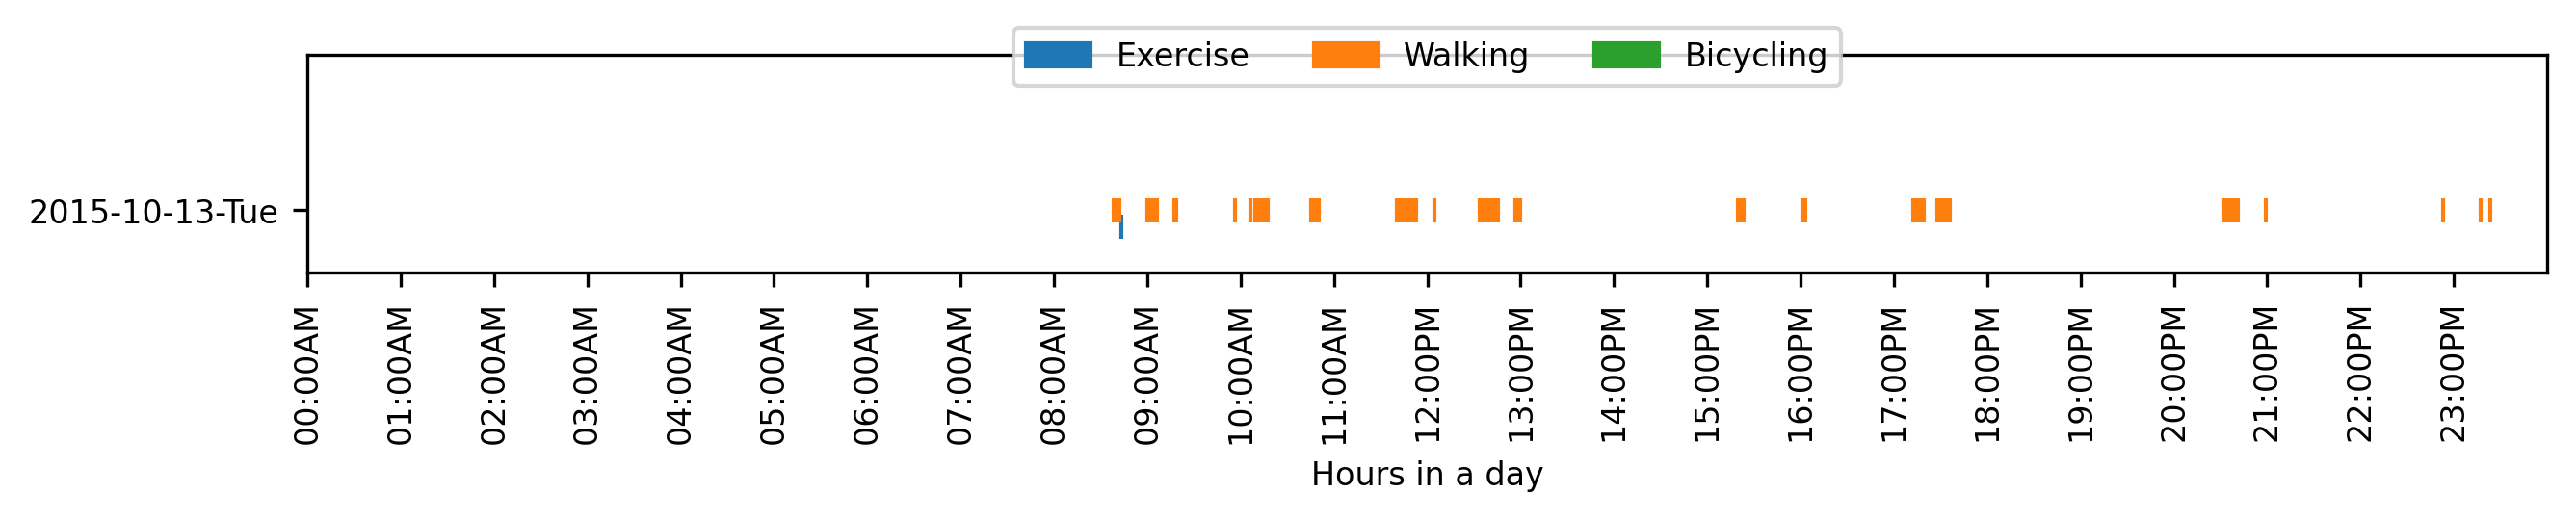 Exercise Walking Bicycling
2015-10-13-Tue
00:00AM 01:00AM 02:00AM 03:00AM 04:00AM 05:00AM 06:00AM 07:00AM 08:00AM 09:00AM 10:00AM 11:00AM 12:00PM 13:00PM 14:00PM 15:00PM 16:00PM 17:00PM 18:00PM 19:00PM 20:00PM 21:00PM 22:00PM 23:00PM
Hours in a day